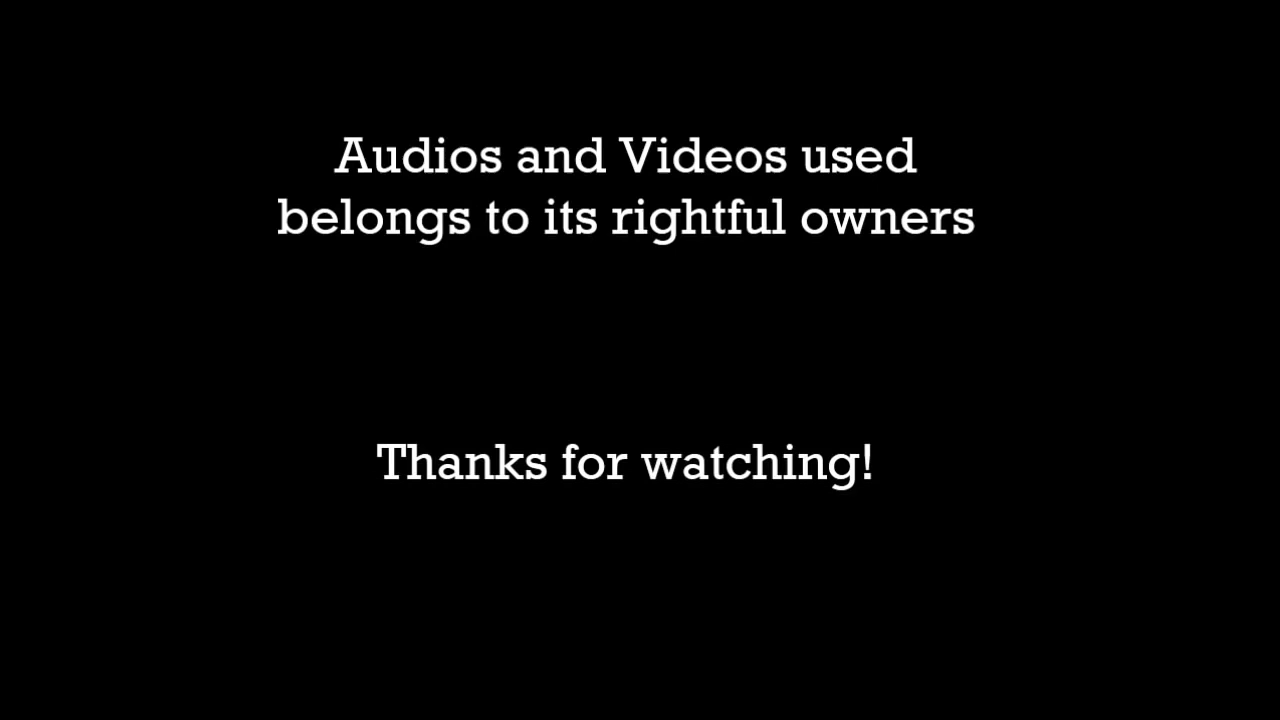 Audios and Videos used
belongs to its rightful owners
Thanks for watching!